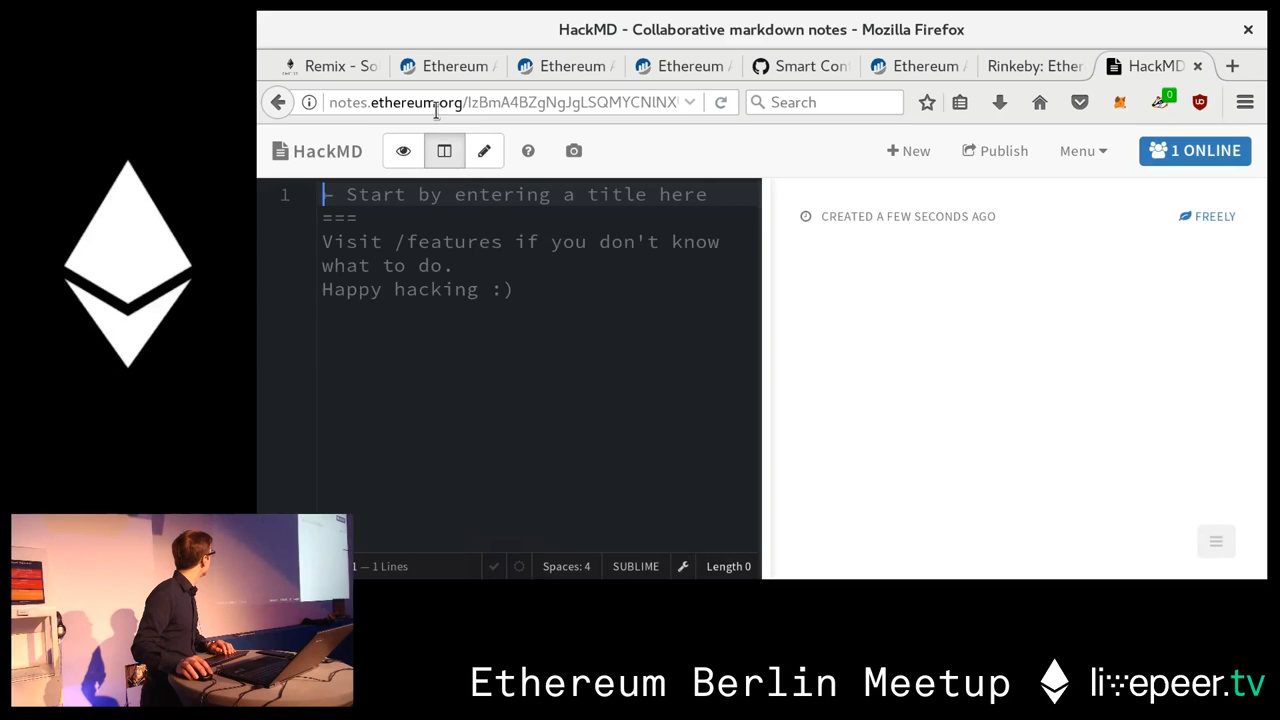 HackMD - Collaborative markdown notes - Mozilla Firefox
Remix - So
Ethereum
Ethereum
Ethereum
Smart Con
Ethereum
Rinkeby: Ether
HackMD
notes.ethereum.org/IzBmA4BZgNgJgLSQMYCNlNX
Search
0
HackMD
+ New
Publish
Menu
1 ONLINE
1
- Start by entering a title here
===
Visit /features if you don't know
what to do.
Happy hacking :)
CREATED A FEW SECONDS AGO
FREELY
1 — 1 Lines
Spaces: 4
SUBLIME
Length 0
Ethereum Berlin Meetup
livepeer.tv